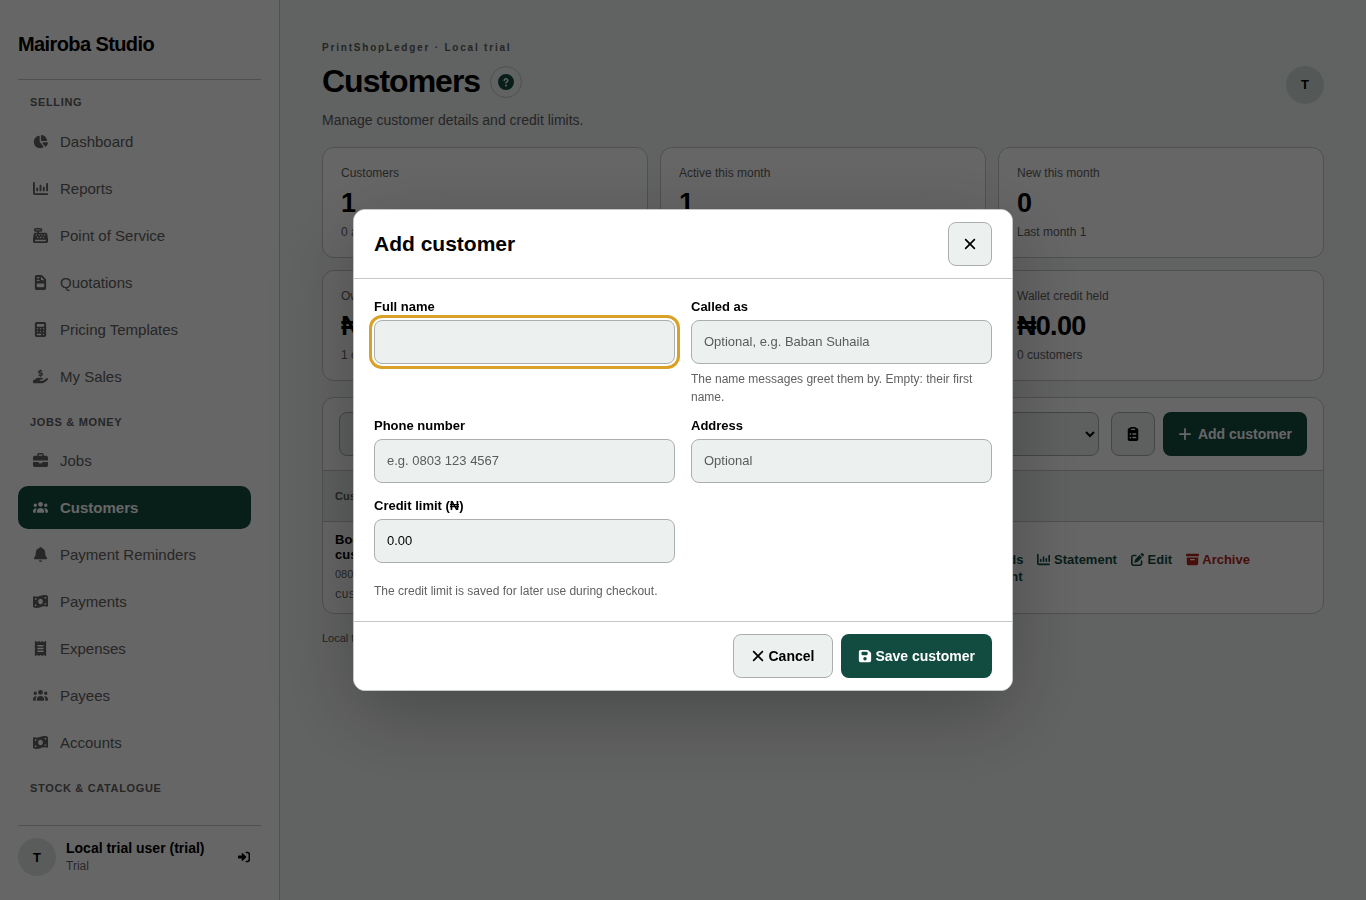 Mairoba Studio
SELLING
Dashboard
Reports
Point of Service
Quotations
Pricing Templates
My Sales
JOBS & MONEY
Jobs
Customers
Payment Reminders
Payments
Expenses
Payees
Accounts
STOCK & CATALOGUE
T
Local trial user (trial)
Trial
PrintShopLedger · Local trial
Customers
?
T
Manage customer details and credit limits.
Customers
1
0
Active this month
1
New this month
0
Last month 1
Wallet credit held
₦0.00
0 customers
₦
1
Add customer
Statement
Edit
Archive
080
Local
Add customer
Full name
Called as
Optional, e.g. Baban Suhaila
The name messages greet them by. Empty: their first
name.
Phone number
Address
e.g. 0803 123 4567
Optional
Credit limit (₦)
0.00
The credit limit is saved for later use during checkout.
Cancel
Save customer